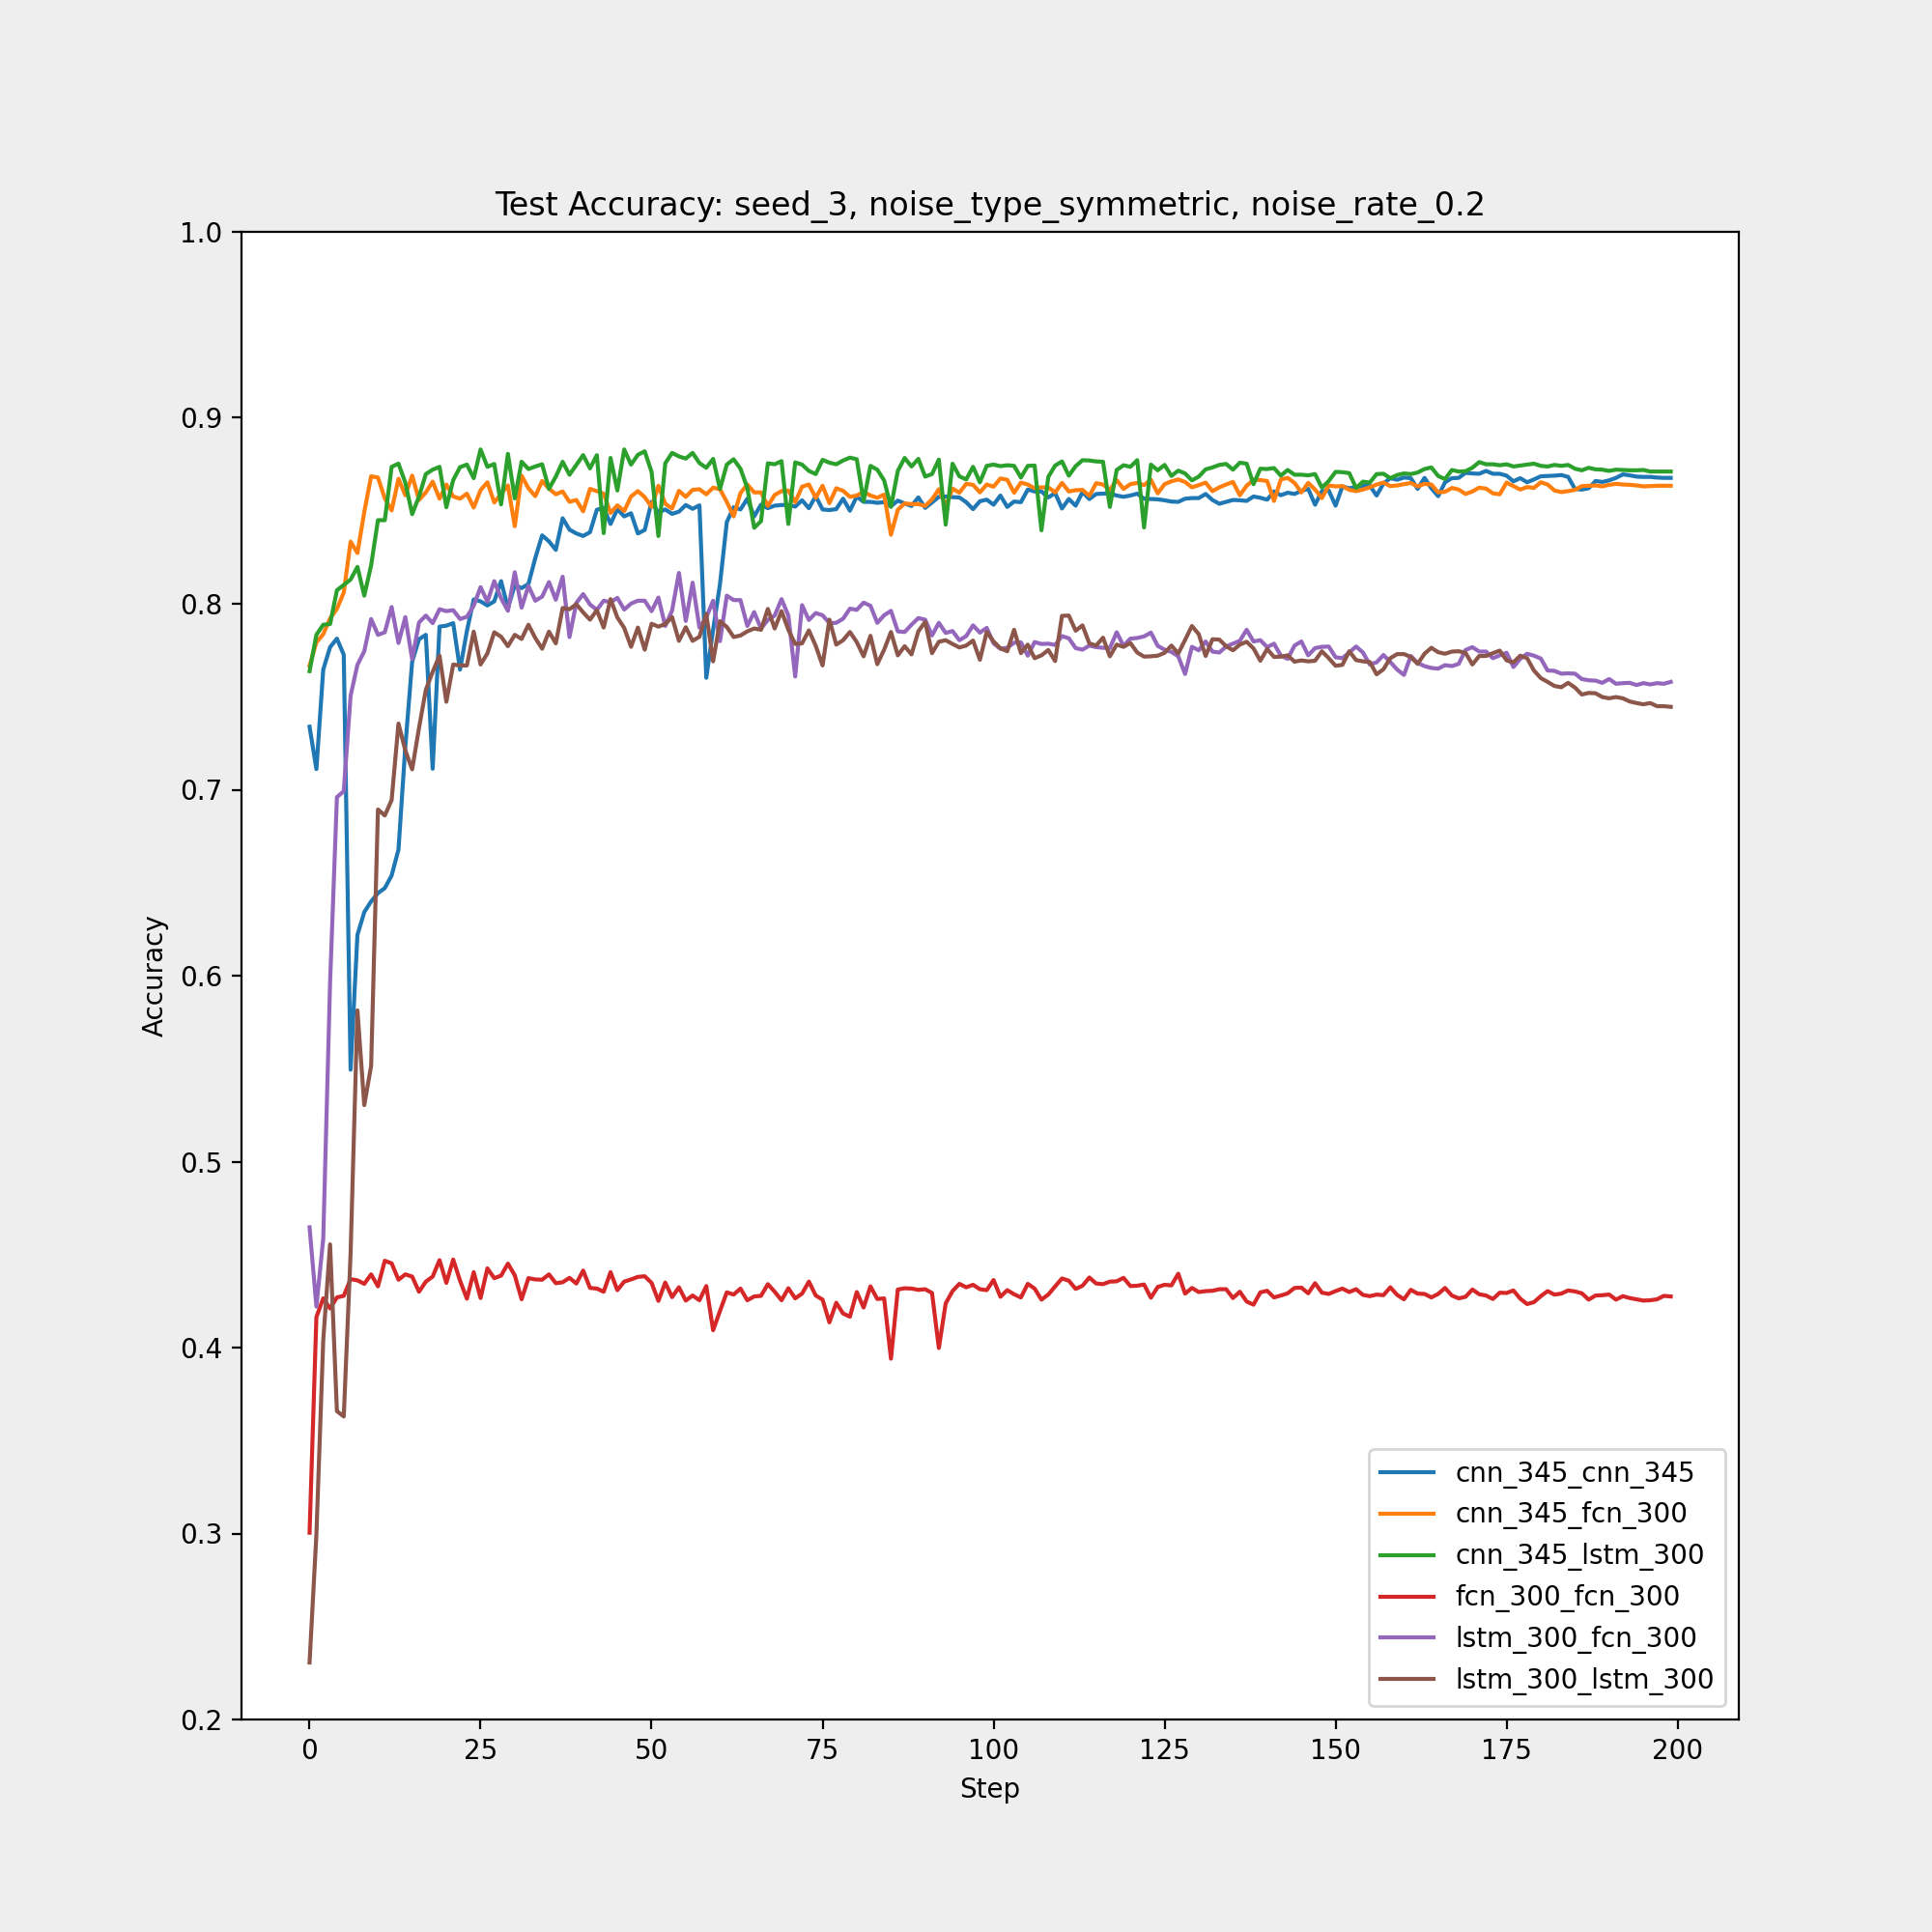 Test Accuracy: seed_3, noise_type_symmetric, noise_rate_0.2
1.0
0.9
0.8
0.7
0.6
0.5
0.4
0.3
0.2
Accuracy
0
25
50
75
100
125
150
175
200
Step
cnn_345_cnn_345
cnn_345_fcn_300
cnn_345_lstm_300
fcn_300_fcn_300
lstm_300_fcn_300
lstm_300_lstm_300